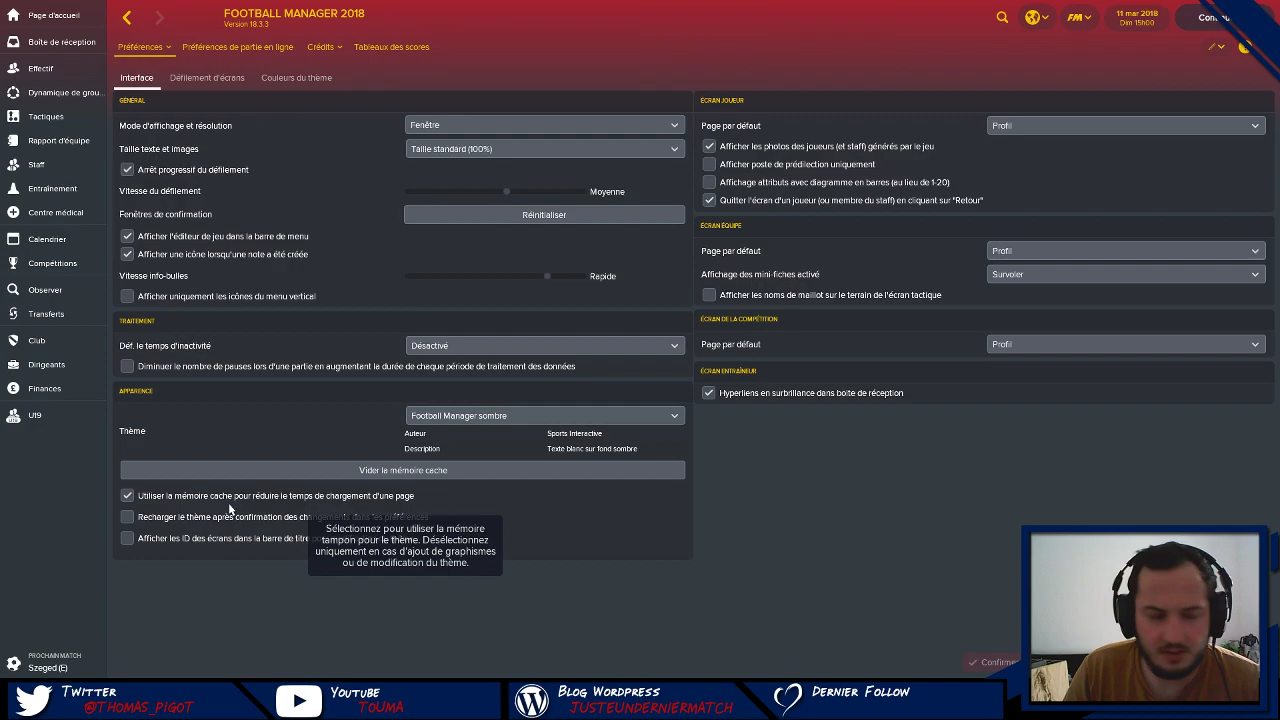 Page d'accueil
Boîte de réception
Effectif
Dynamique de grou...
Tactiques
Rapport d'équipe
Staff
Entraînement
Centre médical
Calendrier
Compétitions
Observer
Transferts
Club
Dirigeants
Finances
U19
PROCHAIN MATCH
Szeged (E)
FOOTBALL MANAGER 2018
Version 18.3.3
FM
11 mar 2018
Dim 15h00
Préférences
Préférences de partie en ligne
Crédits
Tableaux des scores
Interface
Défilement d'écrans
Couleurs du thème
GÉNÉRAL
Mode d'affichage et résolution
Fenêtre
Taille texte et images
Taille standard (100%)
Arrêt progressif du défilement
Vitesse du défilement
Moyenne
Fenêtres de confirmation
Réinitialiser
Afficher l'éditeur de jeu dans la barre de menu
Afficher une icône lorsqu'une note a été créée
Vitesse info-bulles
Rapide
Afficher uniquement les icônes du menu vertical
TRAITEMENT
Déf. le temps d'inactivité
Désactivé
Diminuer le nombre de pauses lors d'une partie en augmentant la durée de chaque période de traitement des données
APPARENCE
Thème
Football Manager sombre
Auteur
Sports Interactive
Description
Texte blanc sur fond sombre
Vider la mémoire cache
Utiliser la mémoire cache pour réduire le temps de chargement d'une page
Recharger le thème après confirmation des changements dans les préférences
Afficher les ID des écrans dans la barre de titre
Sélectionnez pour utiliser la mémoire
tampon pour le thème. Désélectionnez
uniquement en cas d'ajout de graphismes
ou de modification du thème.
ÉCRAN JOUEUR
Page par défaut
Profil
Afficher les photos des joueurs (et staff) générés par le jeu
Afficher poste de prédilection uniquement
Affichage attributs avec diagramme en barres (au lieu de 1-20)
Quitter l'écran d'un joueur (ou membre du staff) en cliquant sur "Retour"
ÉCRAN ÉQUIPE
Page par défaut
Profil
Affichage des mini-fiches activé
Survoler
Afficher les noms de maillot sur le terrain de l'écran tactique
ÉCRAN DE LA COMPÉTITION
Page par défaut
Profil
ÉCRAN ENTRAÎNEUR
Hyperliens en surbrillance dans boite de réception
Confirme
Twitter
@Thomas_Pigot
Youtube
Touma
Blog Wordpress
JusteUnDernierMatch
Dernier Follow